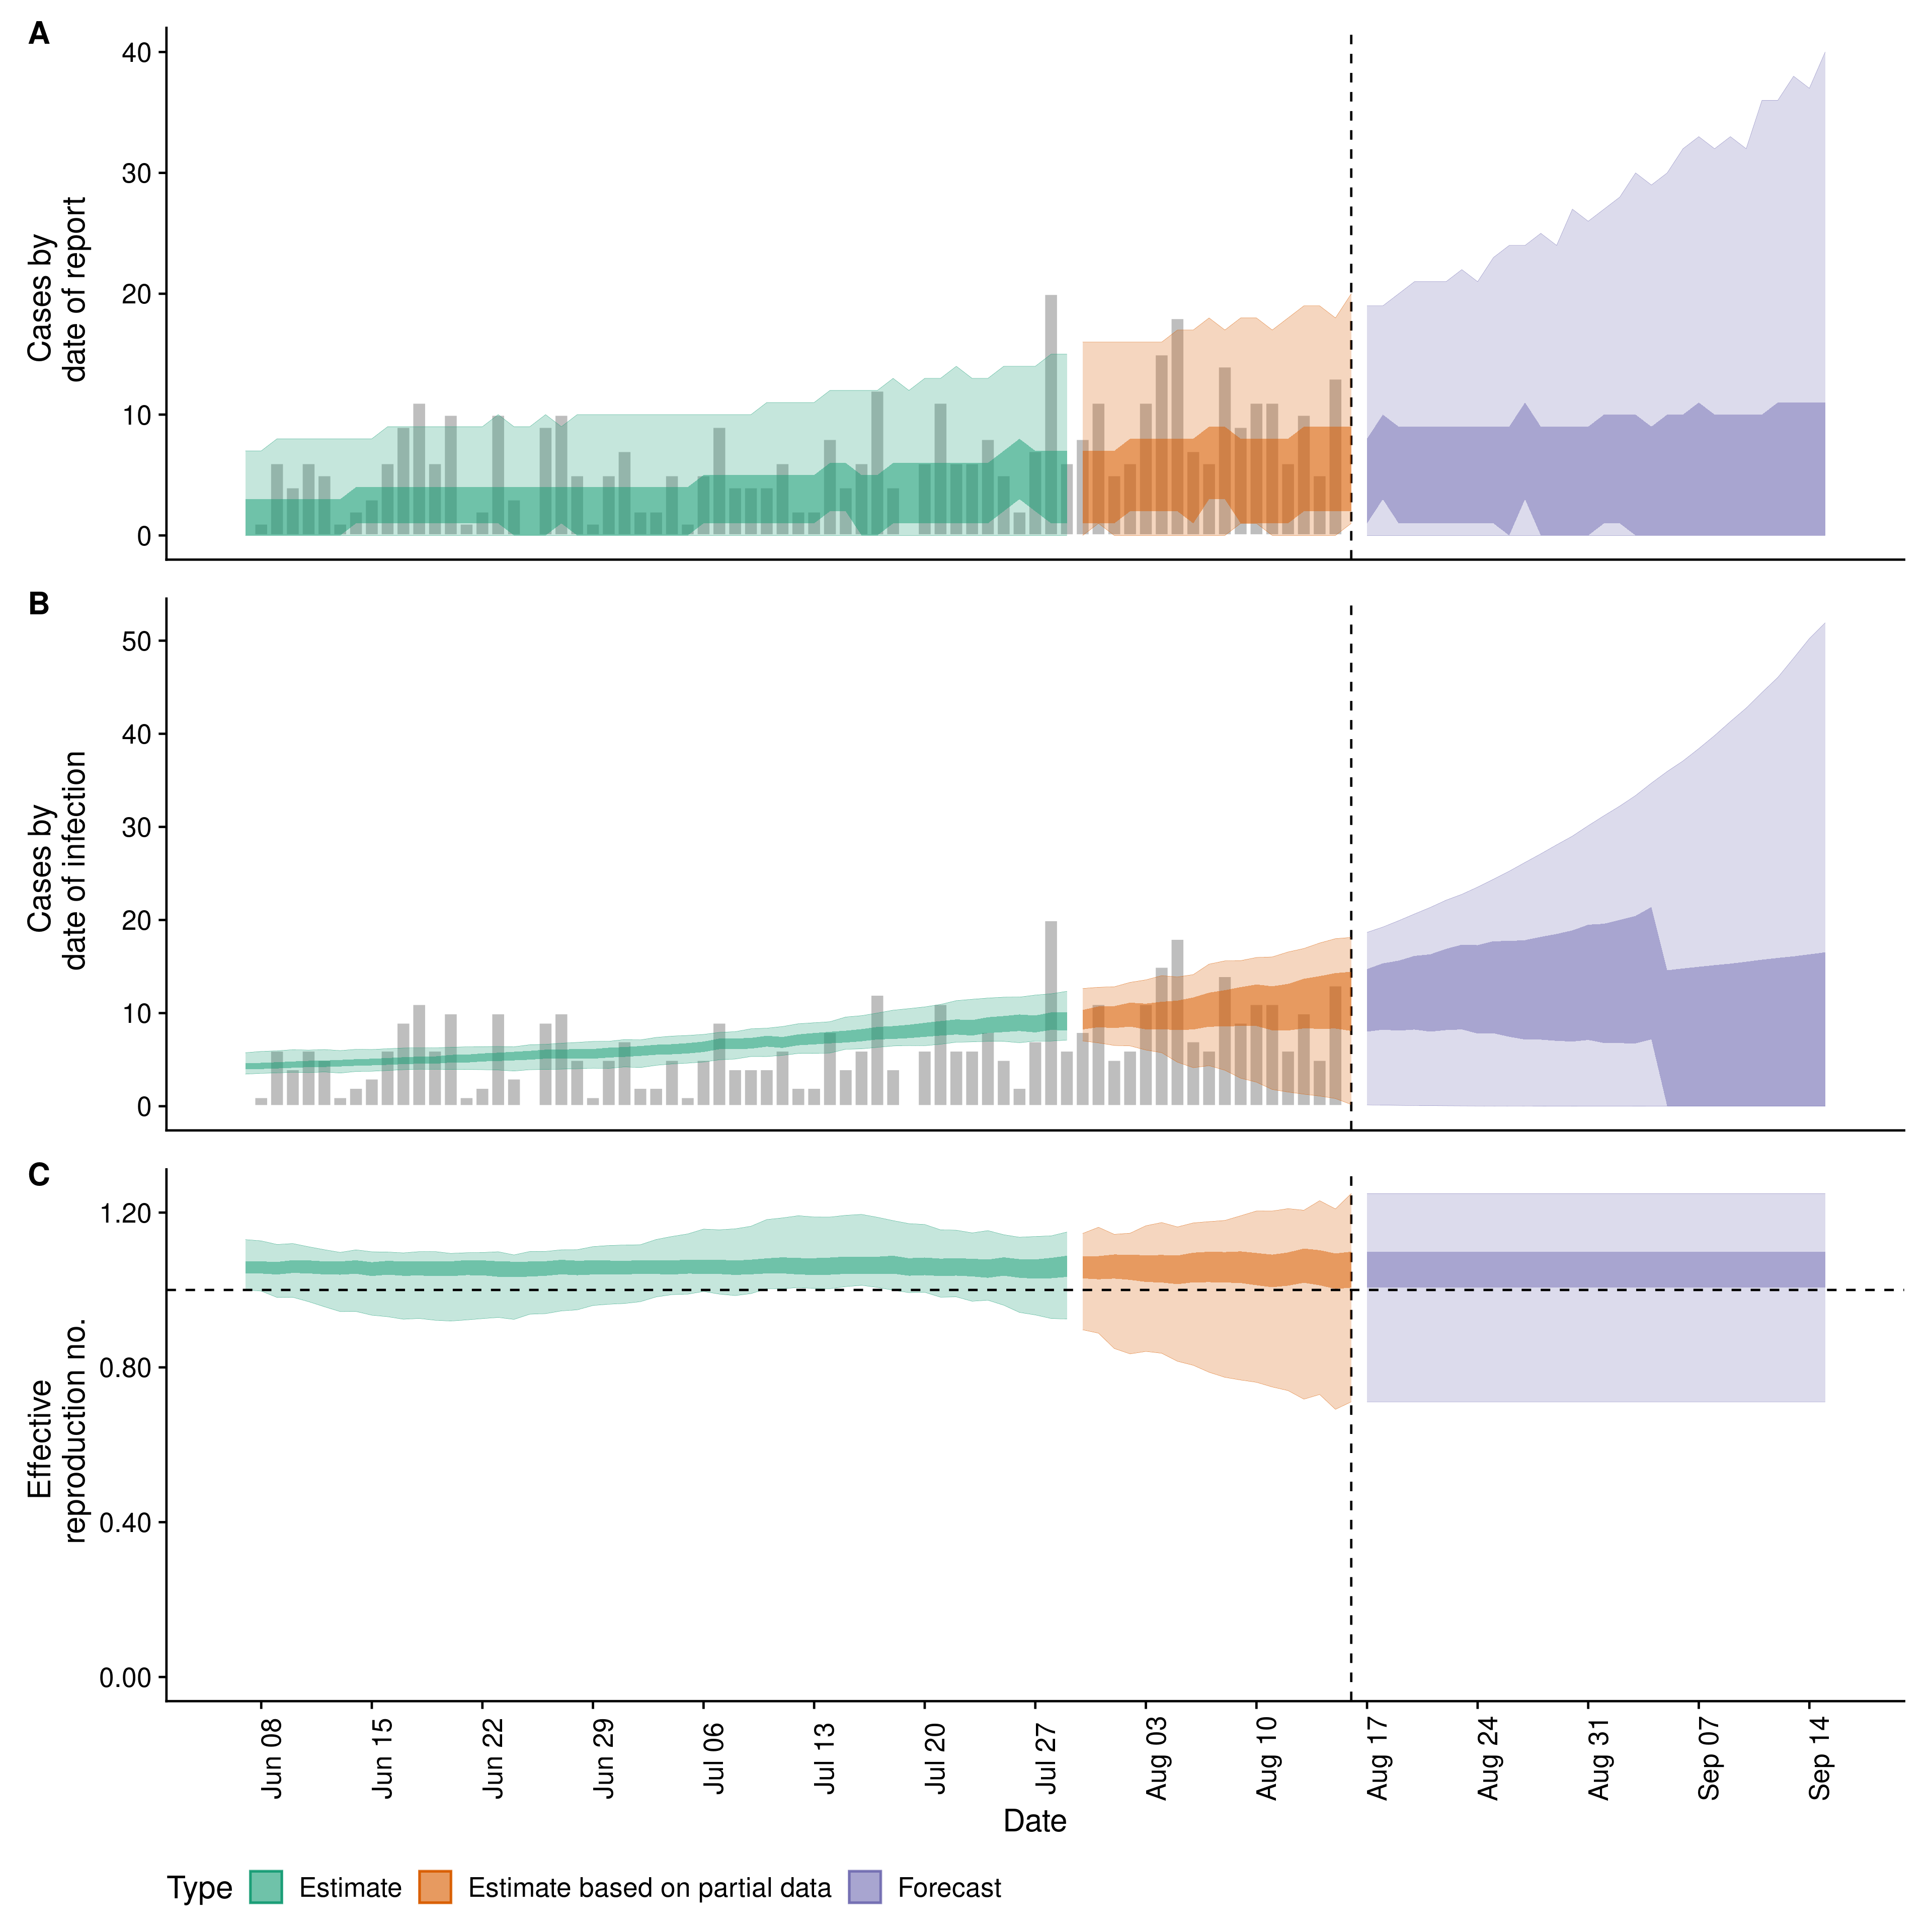 A
Cases by
date of report
40
30
20
10
0
B
Cases by
date of infection
50
40
30
20
10
0
C
Effective
reproduction no.
1.20
0.80
0.40
0.00
Jun 08
Jun 15
Jun 22
Jun 29
Jul 06
Jul 13
Jul 20
Jul 27
Aug 03
Aug 10
Aug 17
Aug 24
Aug 31
Sep 07
Sep 14
Date
Type Estimate Estimate based on partial data Forecast